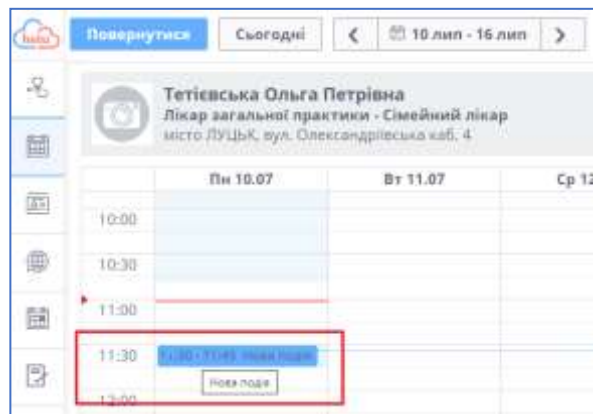 helsi
Повернутися
Сьогодні
10 лип - 16 лип
Тетієвська Ольга Петрівна
Лікар загальної практики - Сімейний лікар
місто ЛУЦЬК, вул. Олександрівська каб. 4
Пн 10.07
Вт 11.07
Ср 12
10:00
10:30
11:00
11:30
11:30 - 11:45 Нова подія
Нова подія
12:00